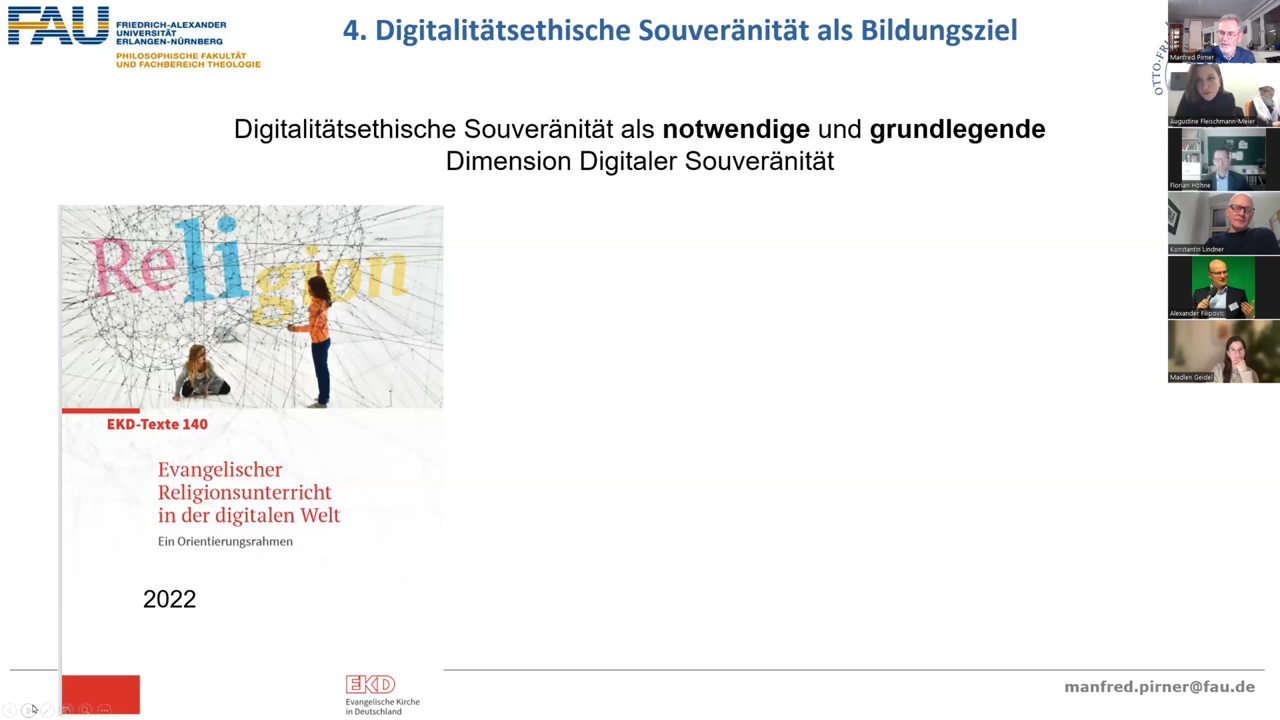 FAU
FRIEDRICH-ALEXANDER
UNIVERSITÄT
ERLANGEN-NÜRNBERG
PHILOSOPHISCHE FAKULTÄT
UND FACHBEREICH THEOLOGIE
4. Digitalitätsethische Souveränität als Bildungsziel
OTTO-FRI
Digitalitätsethische Souveränität als notwendige und grundlegende
Dimension Digitaler Souveränität
Religion
EKD-Texte 140
Evangelischer
Religionsunterricht
in der digitalen Welt
Ein Orientierungsrahmen
2022
EKD
Evangelische Kirche
in Deutschland
manfred.pirner@fau.de
Manfred Pirner
Augustine Fleischmann-Meier
Florian Höhne
Konstantin Lindner
Alexander Filipovic
Madlen Geidel